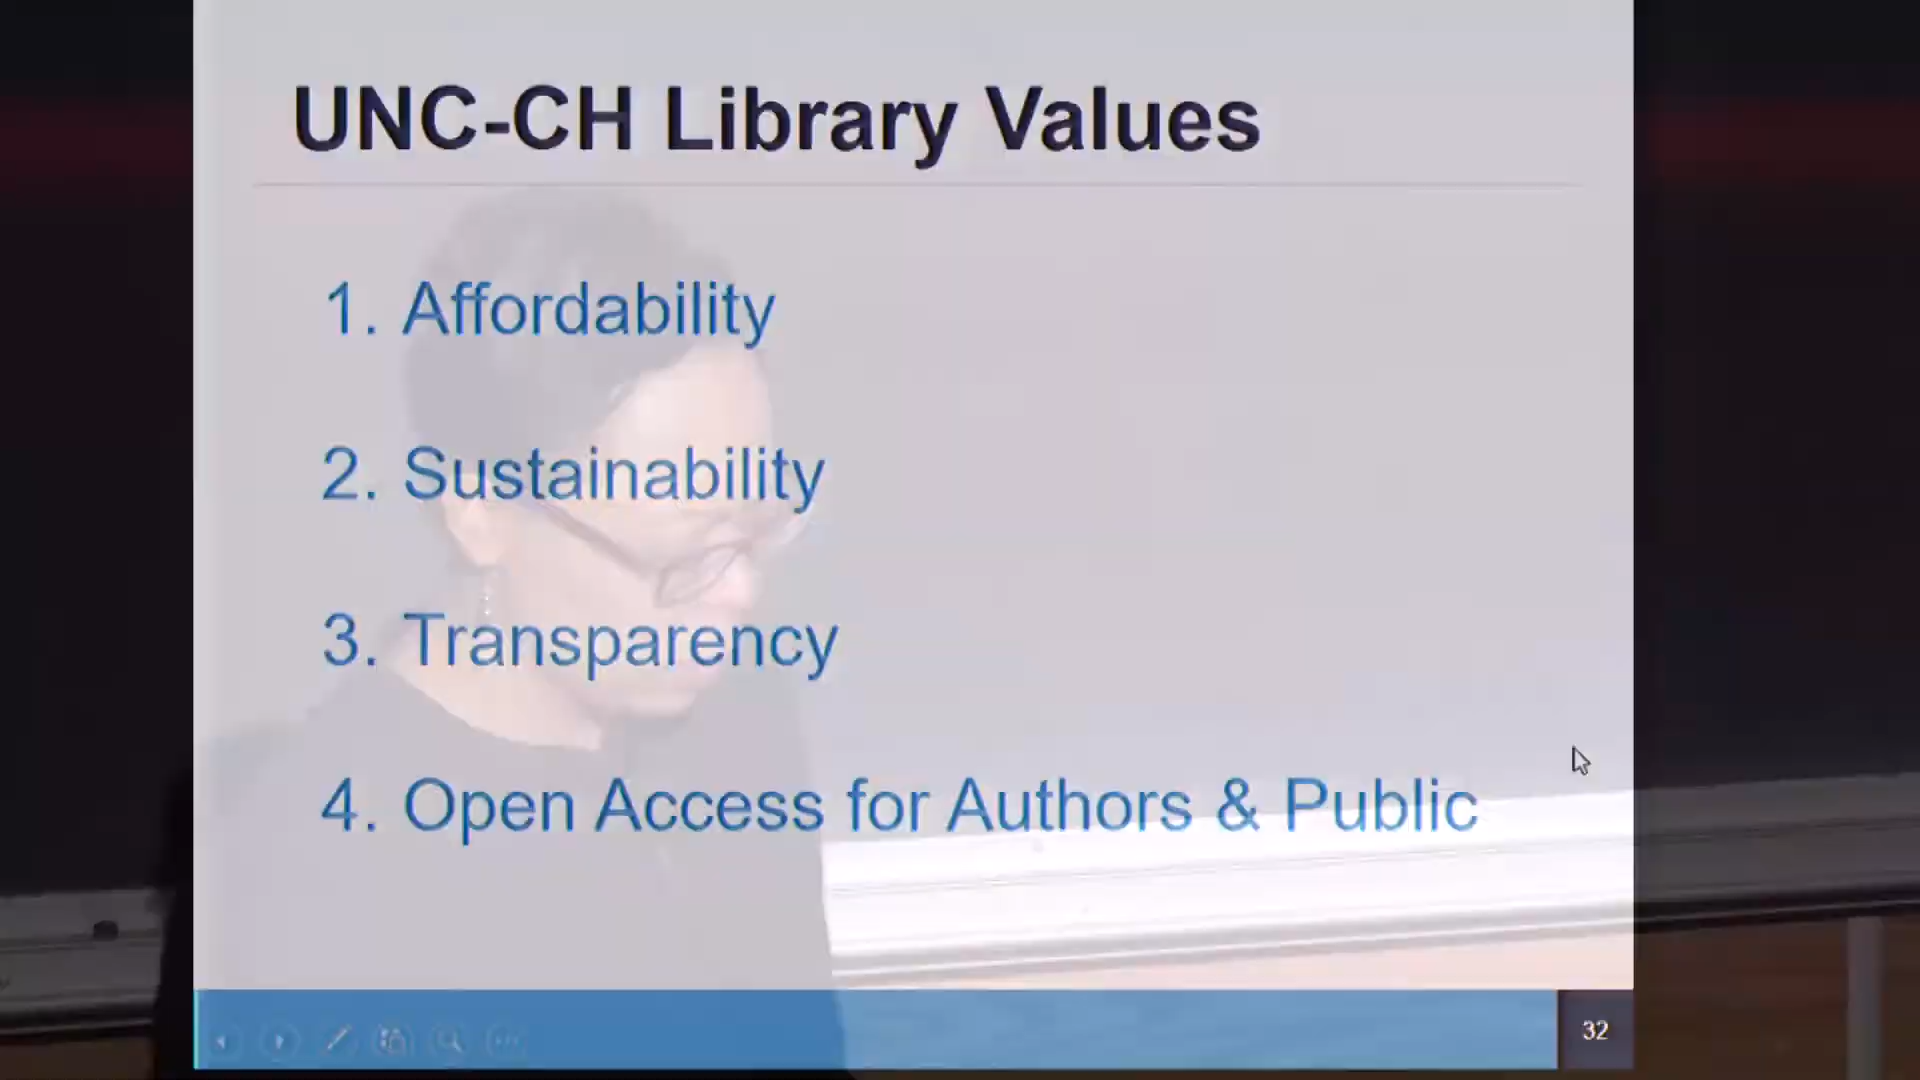 UNC-CH Library Values
1. Affordability
2. Sustainability
3. Transparency
4. Open Access for Authors & Public
32